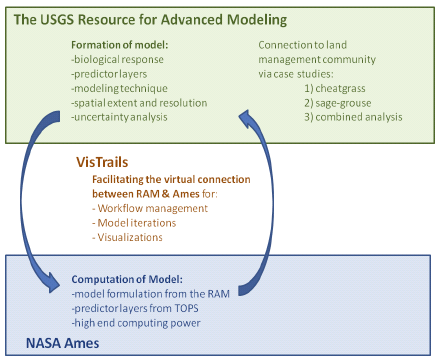 The USGS Resource for Advanced Modeling
Formation of model:
-biological response
-predictor layers
-modeling technique
-spatial extent and resolution
-uncertainty analysis
Connection to land
management community
via case studies:
1) cheatgrass
2) sage-grouse
3) combined analysis
VisTrails
Facilitating the virtual connection
between RAM & Ames for:
- Workflow management
- Model iterations
- Visualizations
Computation of Model:
-model formulation from the RAM
-predictor layers from TOPS
-high end computing power
NASA Ames